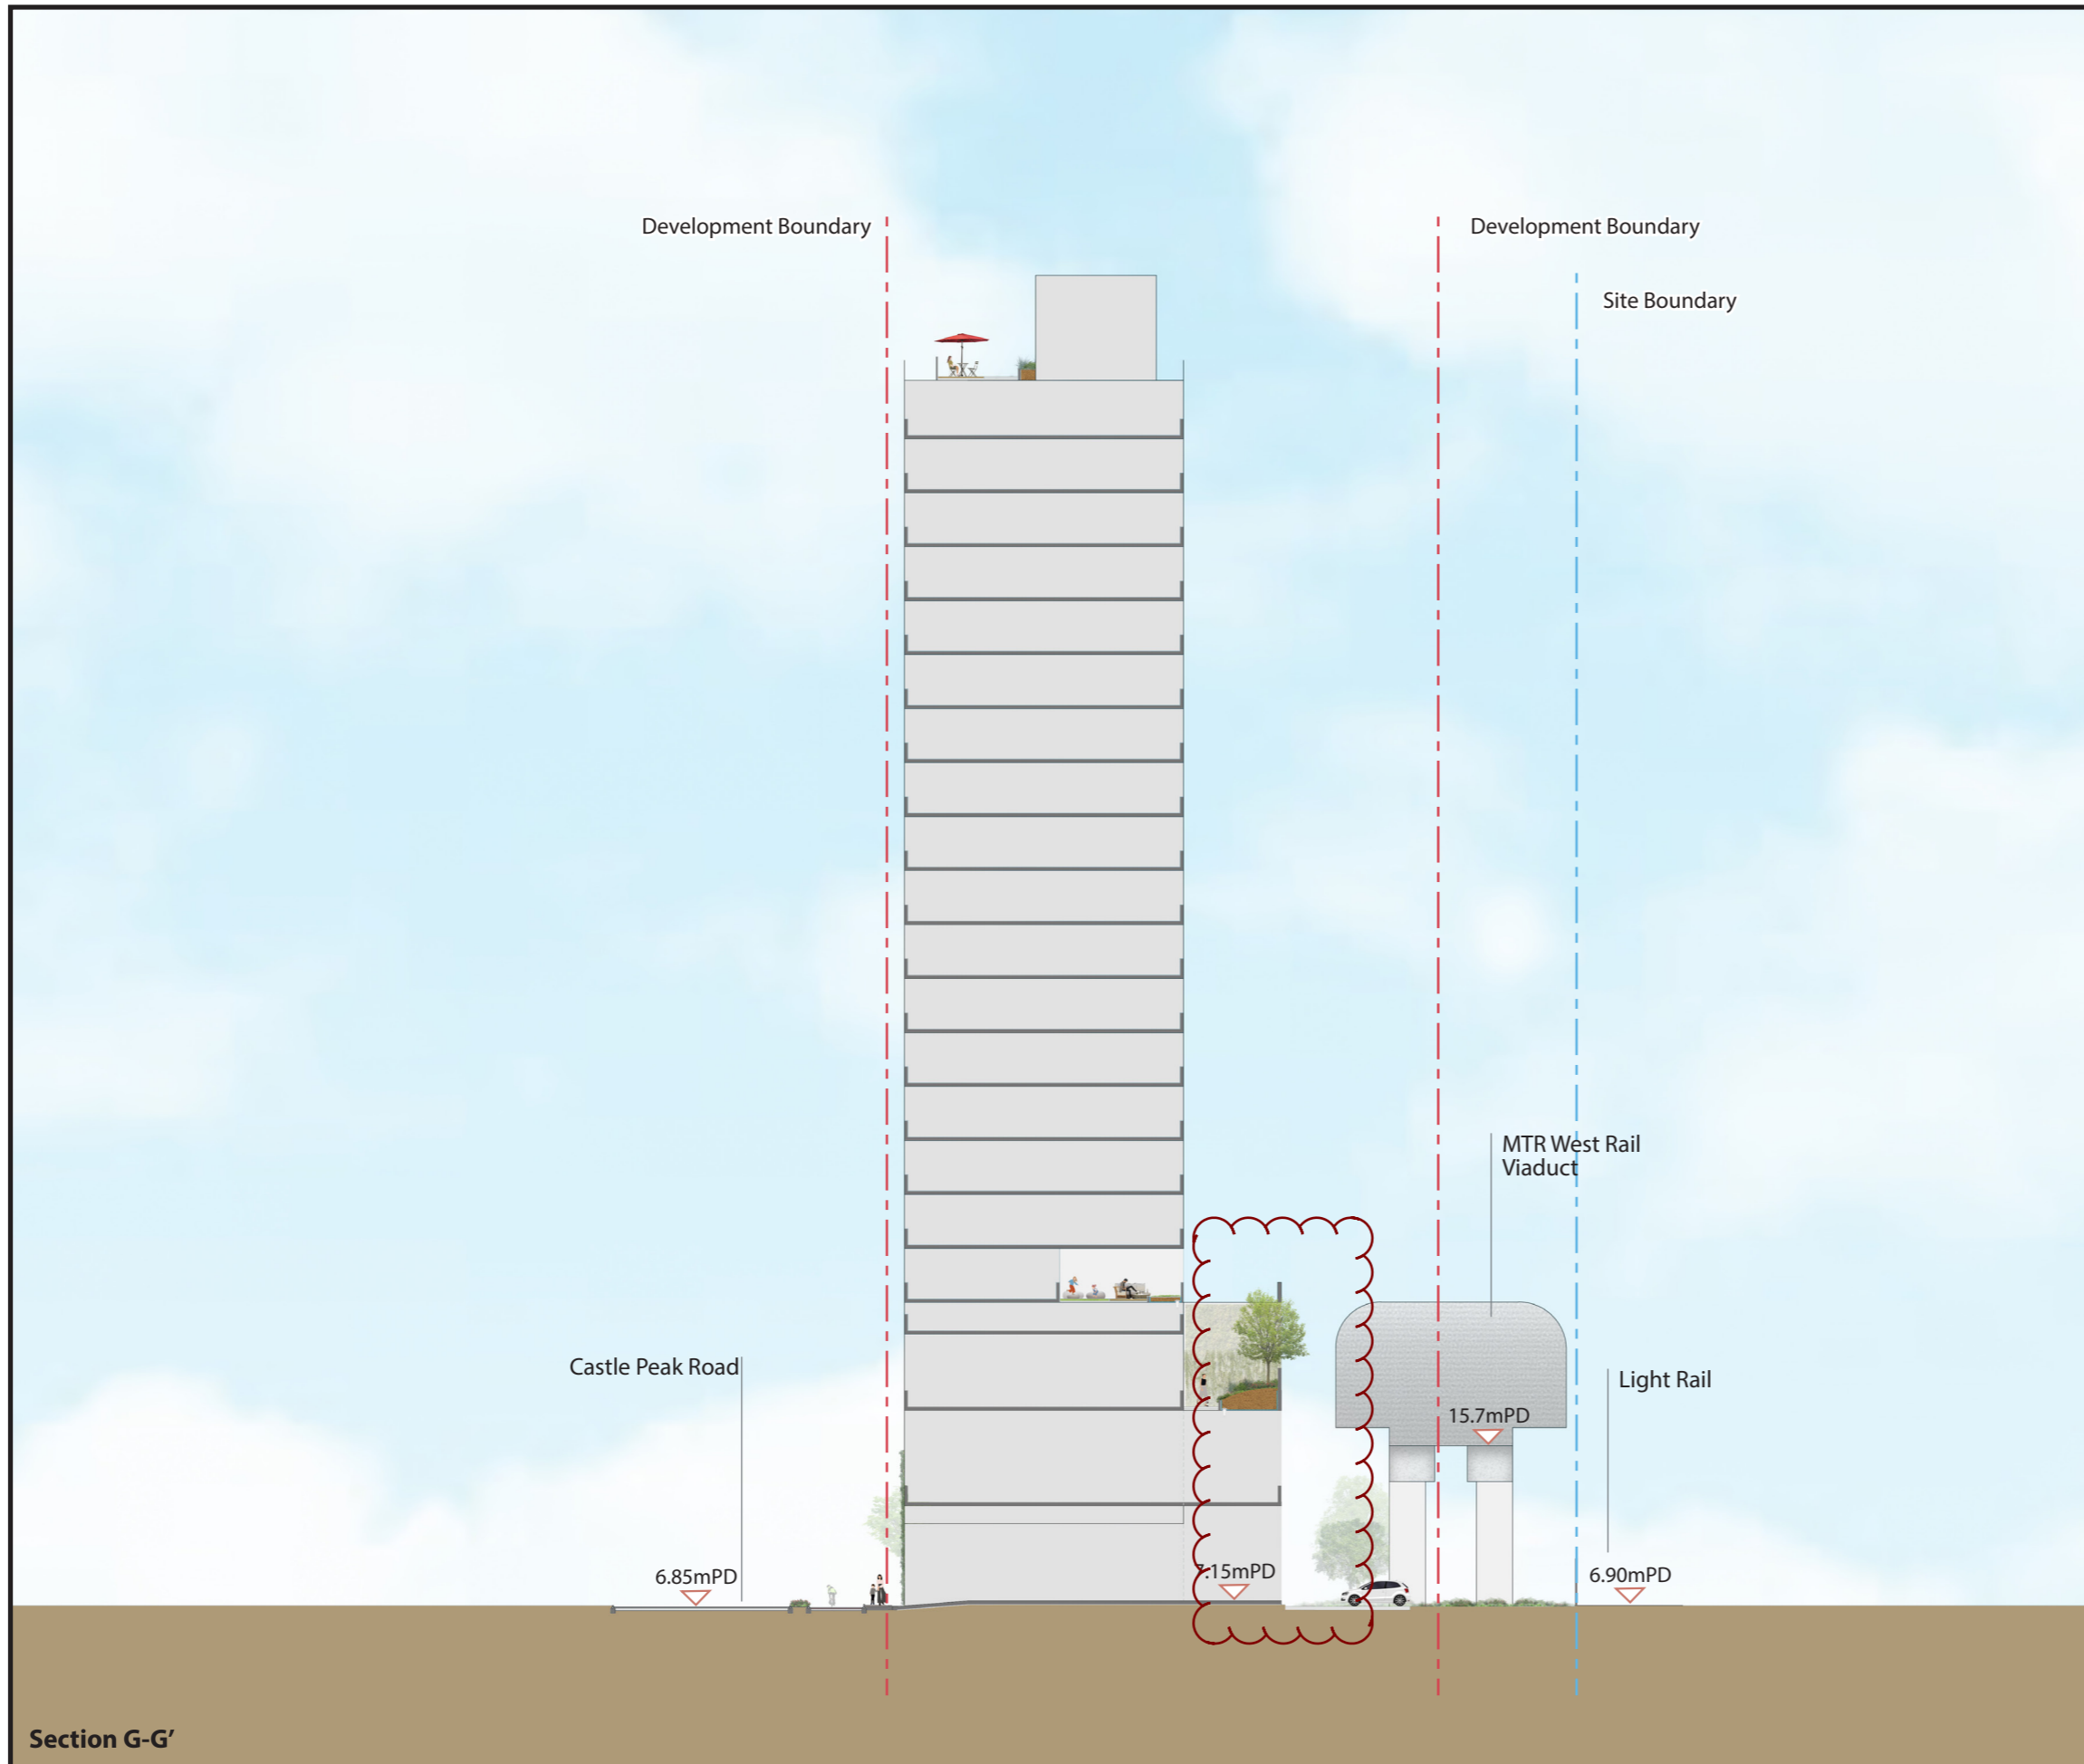 Development Boundary
Development Boundary
Site Boundary
MTR West Rail
Viaduct
Castle Peak Road
Light Rail
15.7mPD
6.85mPD
7.15mPD
6.90mPD
Section G-G’